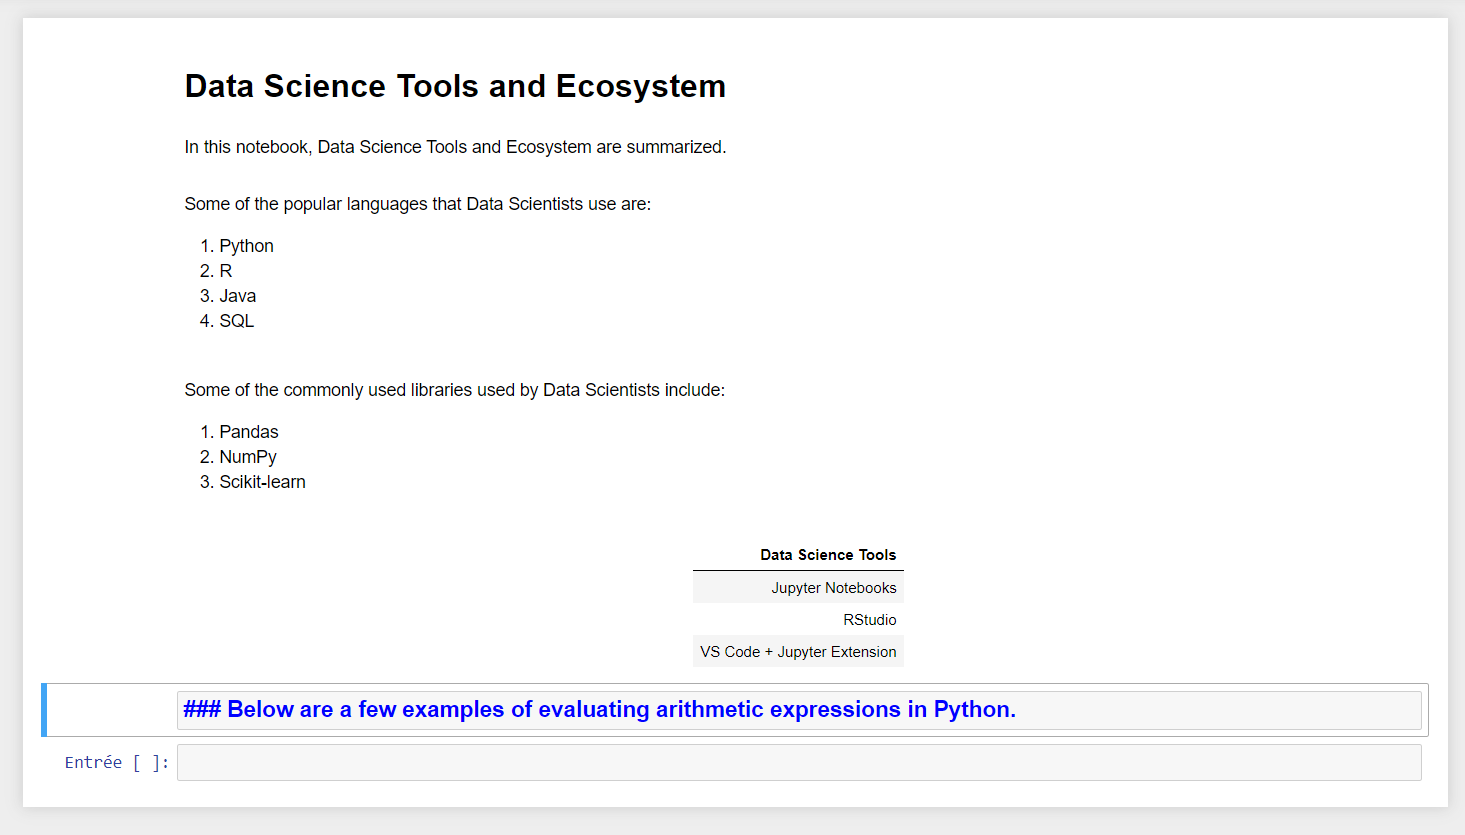 Data Science Tools and Ecosystem
In this notebook, Data Science Tools and Ecosystem are summarized.
Some of the popular languages that Data Scientists use are:
1. Python
2. R
3. Java
4. SQL
Some of the commonly used libraries used by Data Scientists include:
1. Pandas
2. NumPy
3. Scikit-learn
Data Science Tools
Jupyter Notebooks
RStudio
VS Code + Jupyter Extension
### Below are a few examples of evaluating arithmetic expressions in Python.
Entrée [ ]: